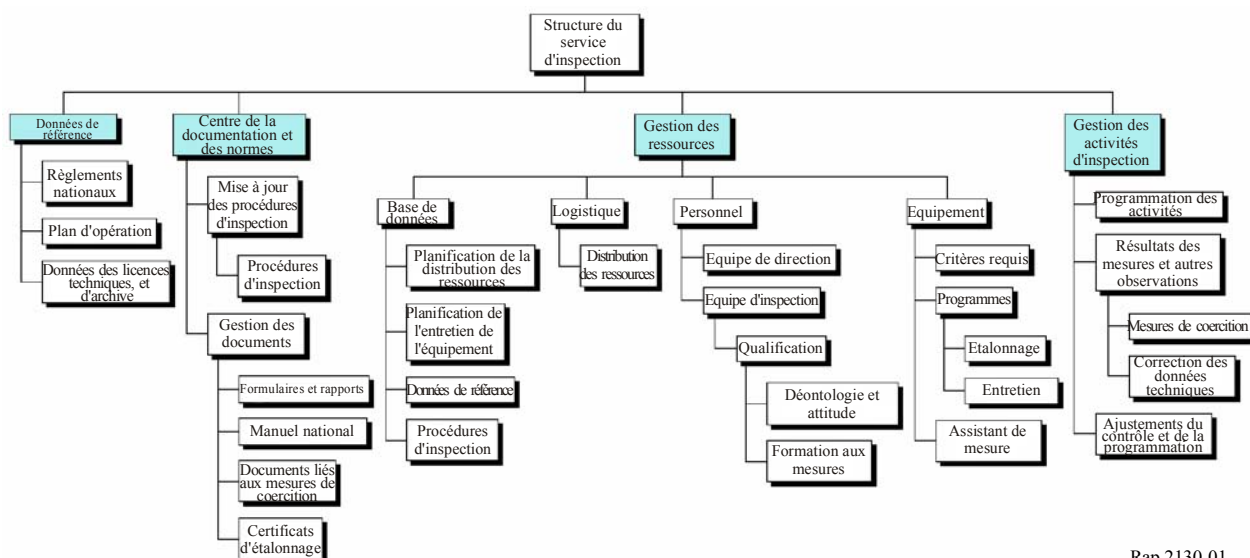 Structure du
service
d'inspection
Données de
référence
Règlements
nationaux
Plan d'opération
Données des licences
techniques, et
d'archive
Centre de la
documentation et
des normes
Mise à jour
des procédures
d'inspection
Procédures
d'inspection
Gestion des
documents
Formulaires et rapports
Manuel national
Documents liés
aux mesures de
coercition
Certificats
d'étalonnage
Gestion des
ressources
Base de
données
Planification de la
distribution des
ressources
Planification de
l'entretien de
l'équipement
Données de référence
Procédures
d'inspection
Logistique
Distribution
des ressources
Personnel
Equipe de direction
Equipe d'inspection
Qualification
Déontologie et
attitude
Formation aux
mesures
Equipement
Critères requis
Programmes
Etalonnage
Entretien
Assistant de
mesure
Gestion des
activités
d'inspection
Programmation des
activités
Résultats des
mesures et autres
observations
Mesures de coercition
Correction des
données
techniques
Ajustements du
contrôle et de la
programmation
Rap 2130-01